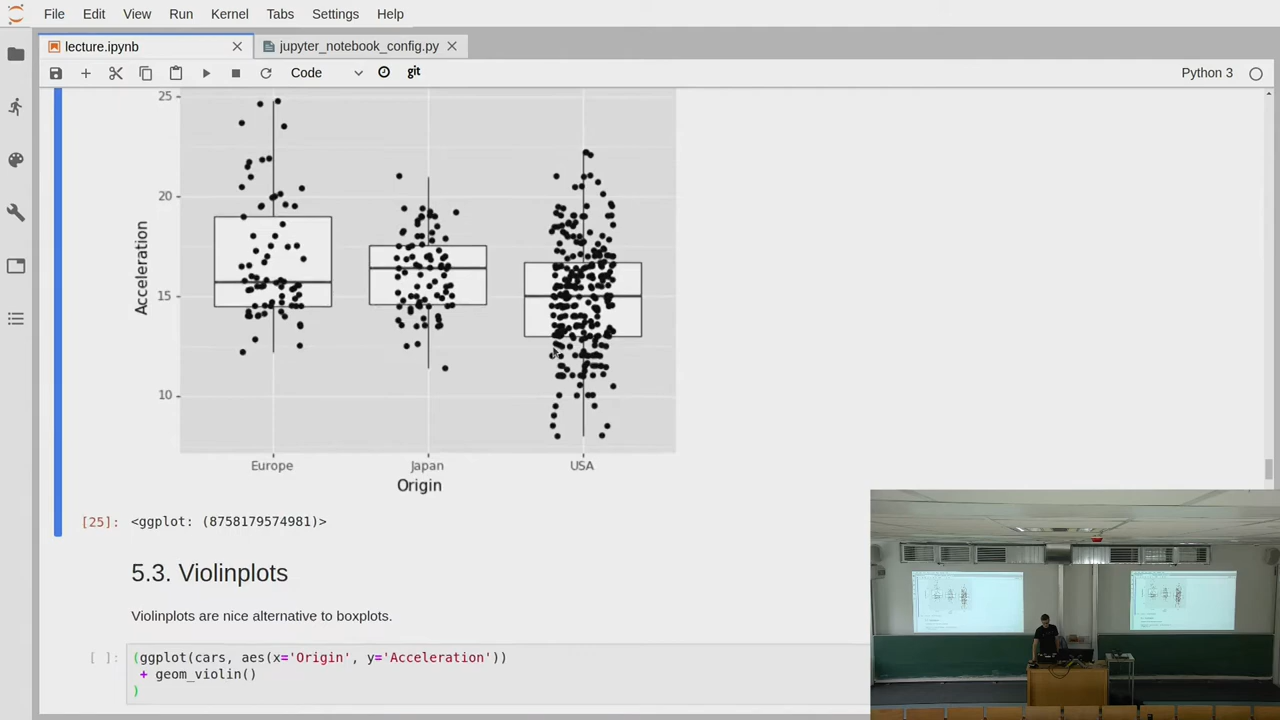 File Edit View Run Kernel Tabs Settings Help
lecture.ipynb jupyter_notebook_config.py
Code git Python 3
25
20
15
10
Acceleration
Europe Japan USA
Origin
[25]: <ggplot: (8758179574981)>
5.3. Violinplots
Violinplots are nice alternative to boxplots.
[ ]: (ggplot(cars, aes(x='Origin', y='Acceleration'))
+ geom_violin()
)